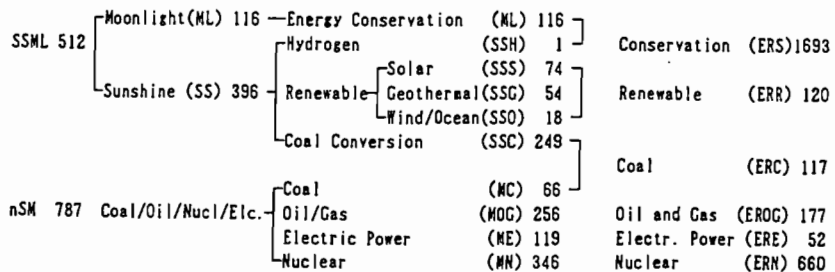 Moonlight(ML) 116 Energy Conservation (ML) 116
SSML 512 Hydrogen (SSH) 1 Conservation (ERS)1693
Solar (SSS) 74
Sunshine (SS) 396 Renewable Geothermal(SSG) 54 Renewable (ERR) 120
Wind/Ocean(SSO) 18
Coal Conversion (SSC) 249
Coal (ERC) 117
Coal (MC) 66
nSM 787 Coal/Oil/Nucl/Elc. Oil/Gas (MOG) 256 Oil and Gas (EROG) 177
Electric Power (ME) 119 Electr. Power (ERE) 52
Nuclear (MN) 346 Nuclear (ERN) 660